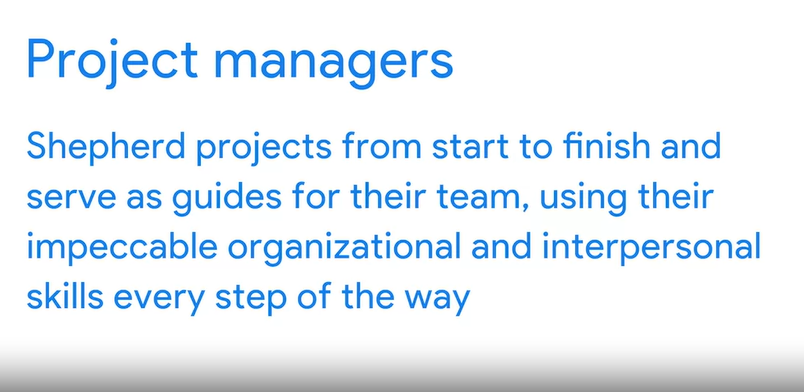 Project managers
Shepherd projects from start to finish and
serve as guides for their team, using their
impeccable organizational and interpersonal
skills every step of the way